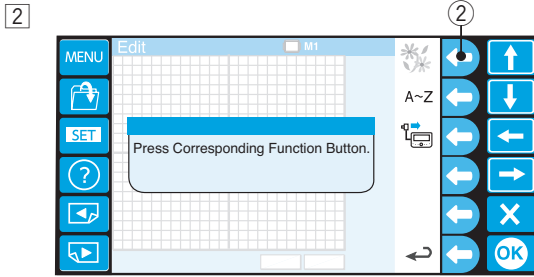 2
2
MENU
Edit
M1
A~Z
SET
Press Corresponding Function Button.
?
X
OK